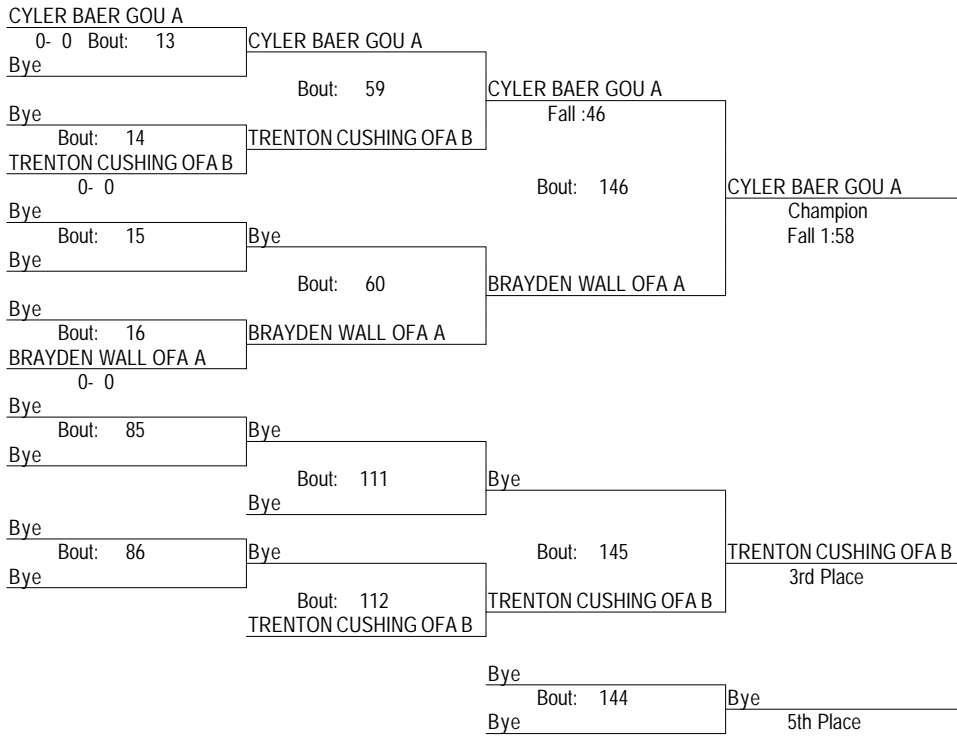 CYLER BAER GOU A
0- 0 Bout: 13
CYLER BAER GOU A
Bye
Bout: 59
CYLER BAER GOU A
Bye
Fall :46
Bout: 14
TRENTON CUSHING OFA B
TRENTON CUSHING OFA B
0- 0
Bout: 146
CYLER BAER GOU A
Bye
Champion
Bout: 15
Bye
Fall 1:58
Bye
Bout: 60
BRAYDEN WALL OFA A
Bye
Bout: 16
BRAYDEN WALL OFA A
BRAYDEN WALL OFA A
0- 0
Bye
Bout: 85
Bye
Bye
Bout: 111
Bye
Bye
Bye
Bout: 86
Bye
Bout: 145
TRENTON CUSHING OFA B
Bye
3rd Place
Bout: 112
TRENTON CUSHING OFA B
TRENTON CUSHING OFA B
Bye
Bout: 144
Bye
Bye
5th Place